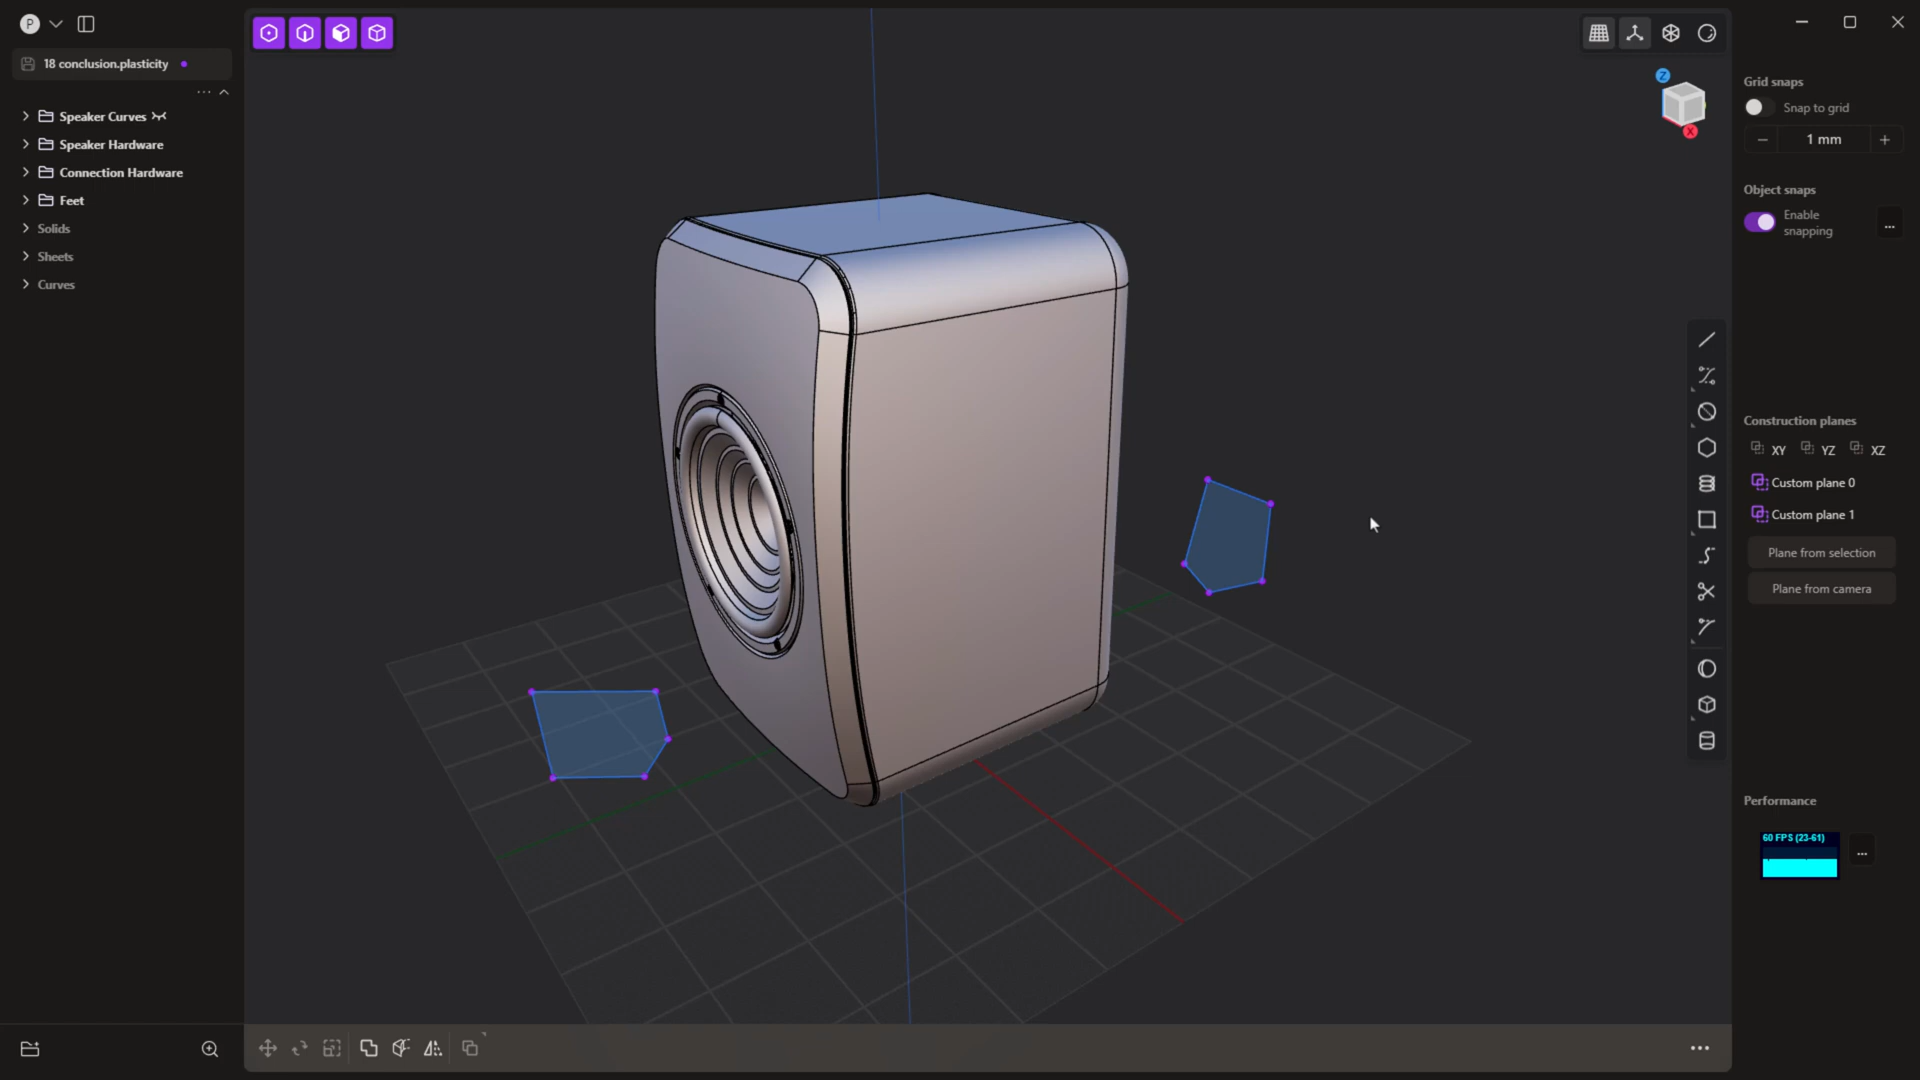 P
18 conclusion.plasticity
Speaker Curves
Speaker Hardware
Connection Hardware
Feet
Solids
Sheets
Curves
Z
X
Grid snaps
Snap to grid
1 mm
Object snaps
Enable
snapping
Construction planes
XY YZ XZ
Custom plane 0
Custom plane 1
Plane from selection
Plane from camera
Performance
60 FPS (23-61)